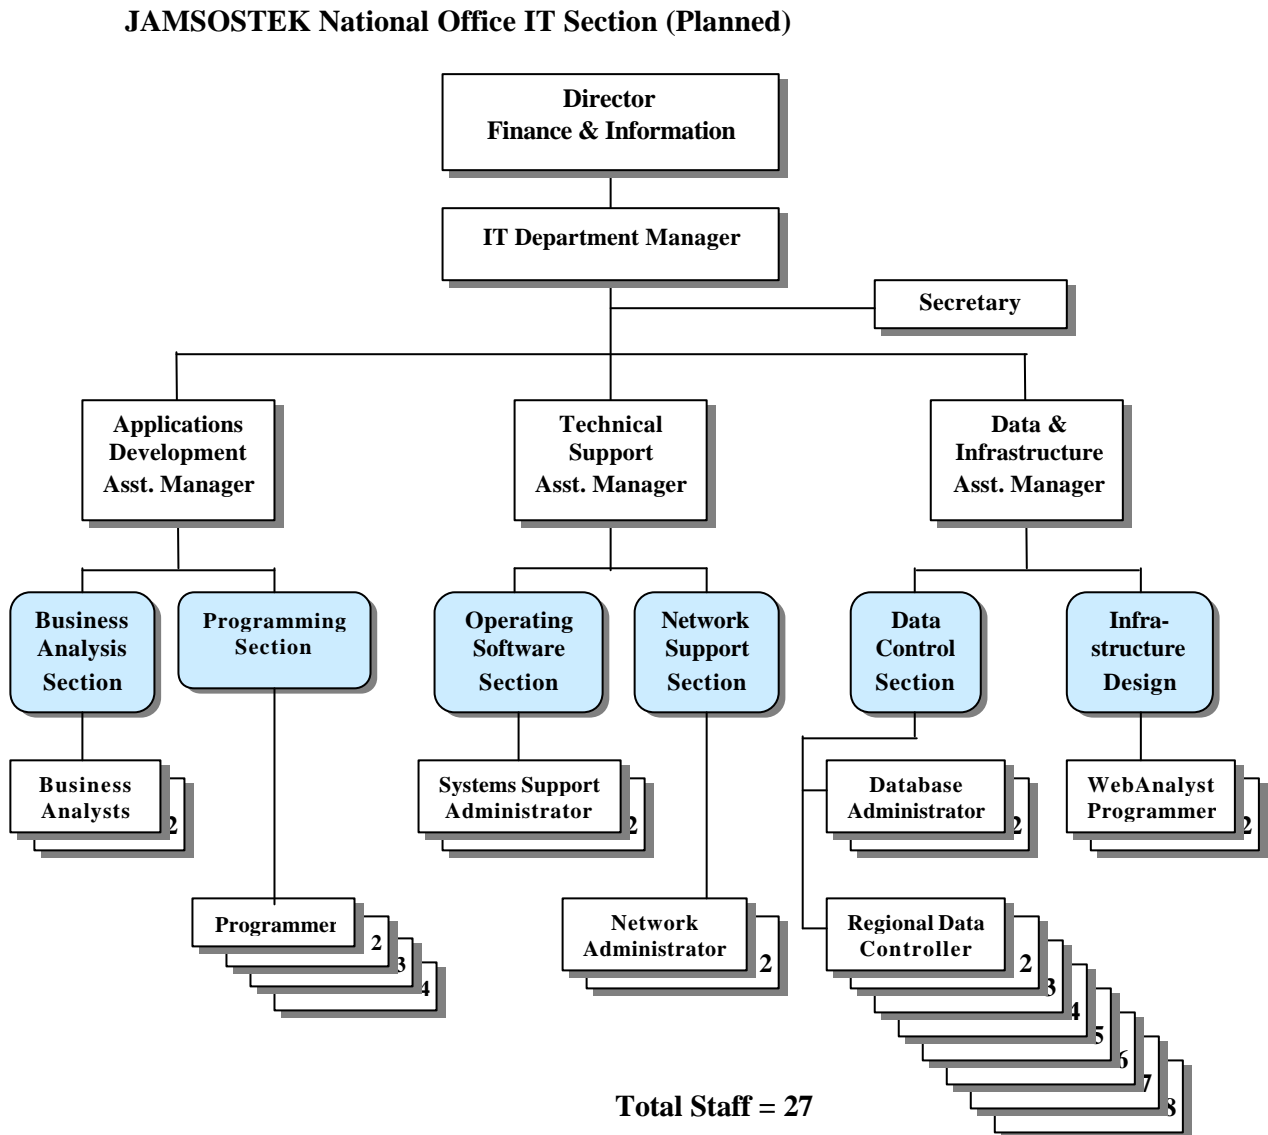 JAMSOSTEK National Office IT Section (Planned)
Director
Finance & Information
IT Department Manager
Secretary
Applications
Development
Asst. Manager
Technical
Support
Asst. Manager
Data &
Infrastructure
Asst. Manager
Business
Analysis
Section
Programming
Section
Operating
Software
Section
Network
Support
Section
Data
Control
Section
Infra-
structure
Design
Business
Analysts
2
Systems Support
Administrator
2
Database
Administrator
2
WebAnalyst
Programmer
2
Programmer
2
3
4
Network
Administrator
2
Regional Data
Controller
2
3
4
5
6
7
8
Total Staff = 27